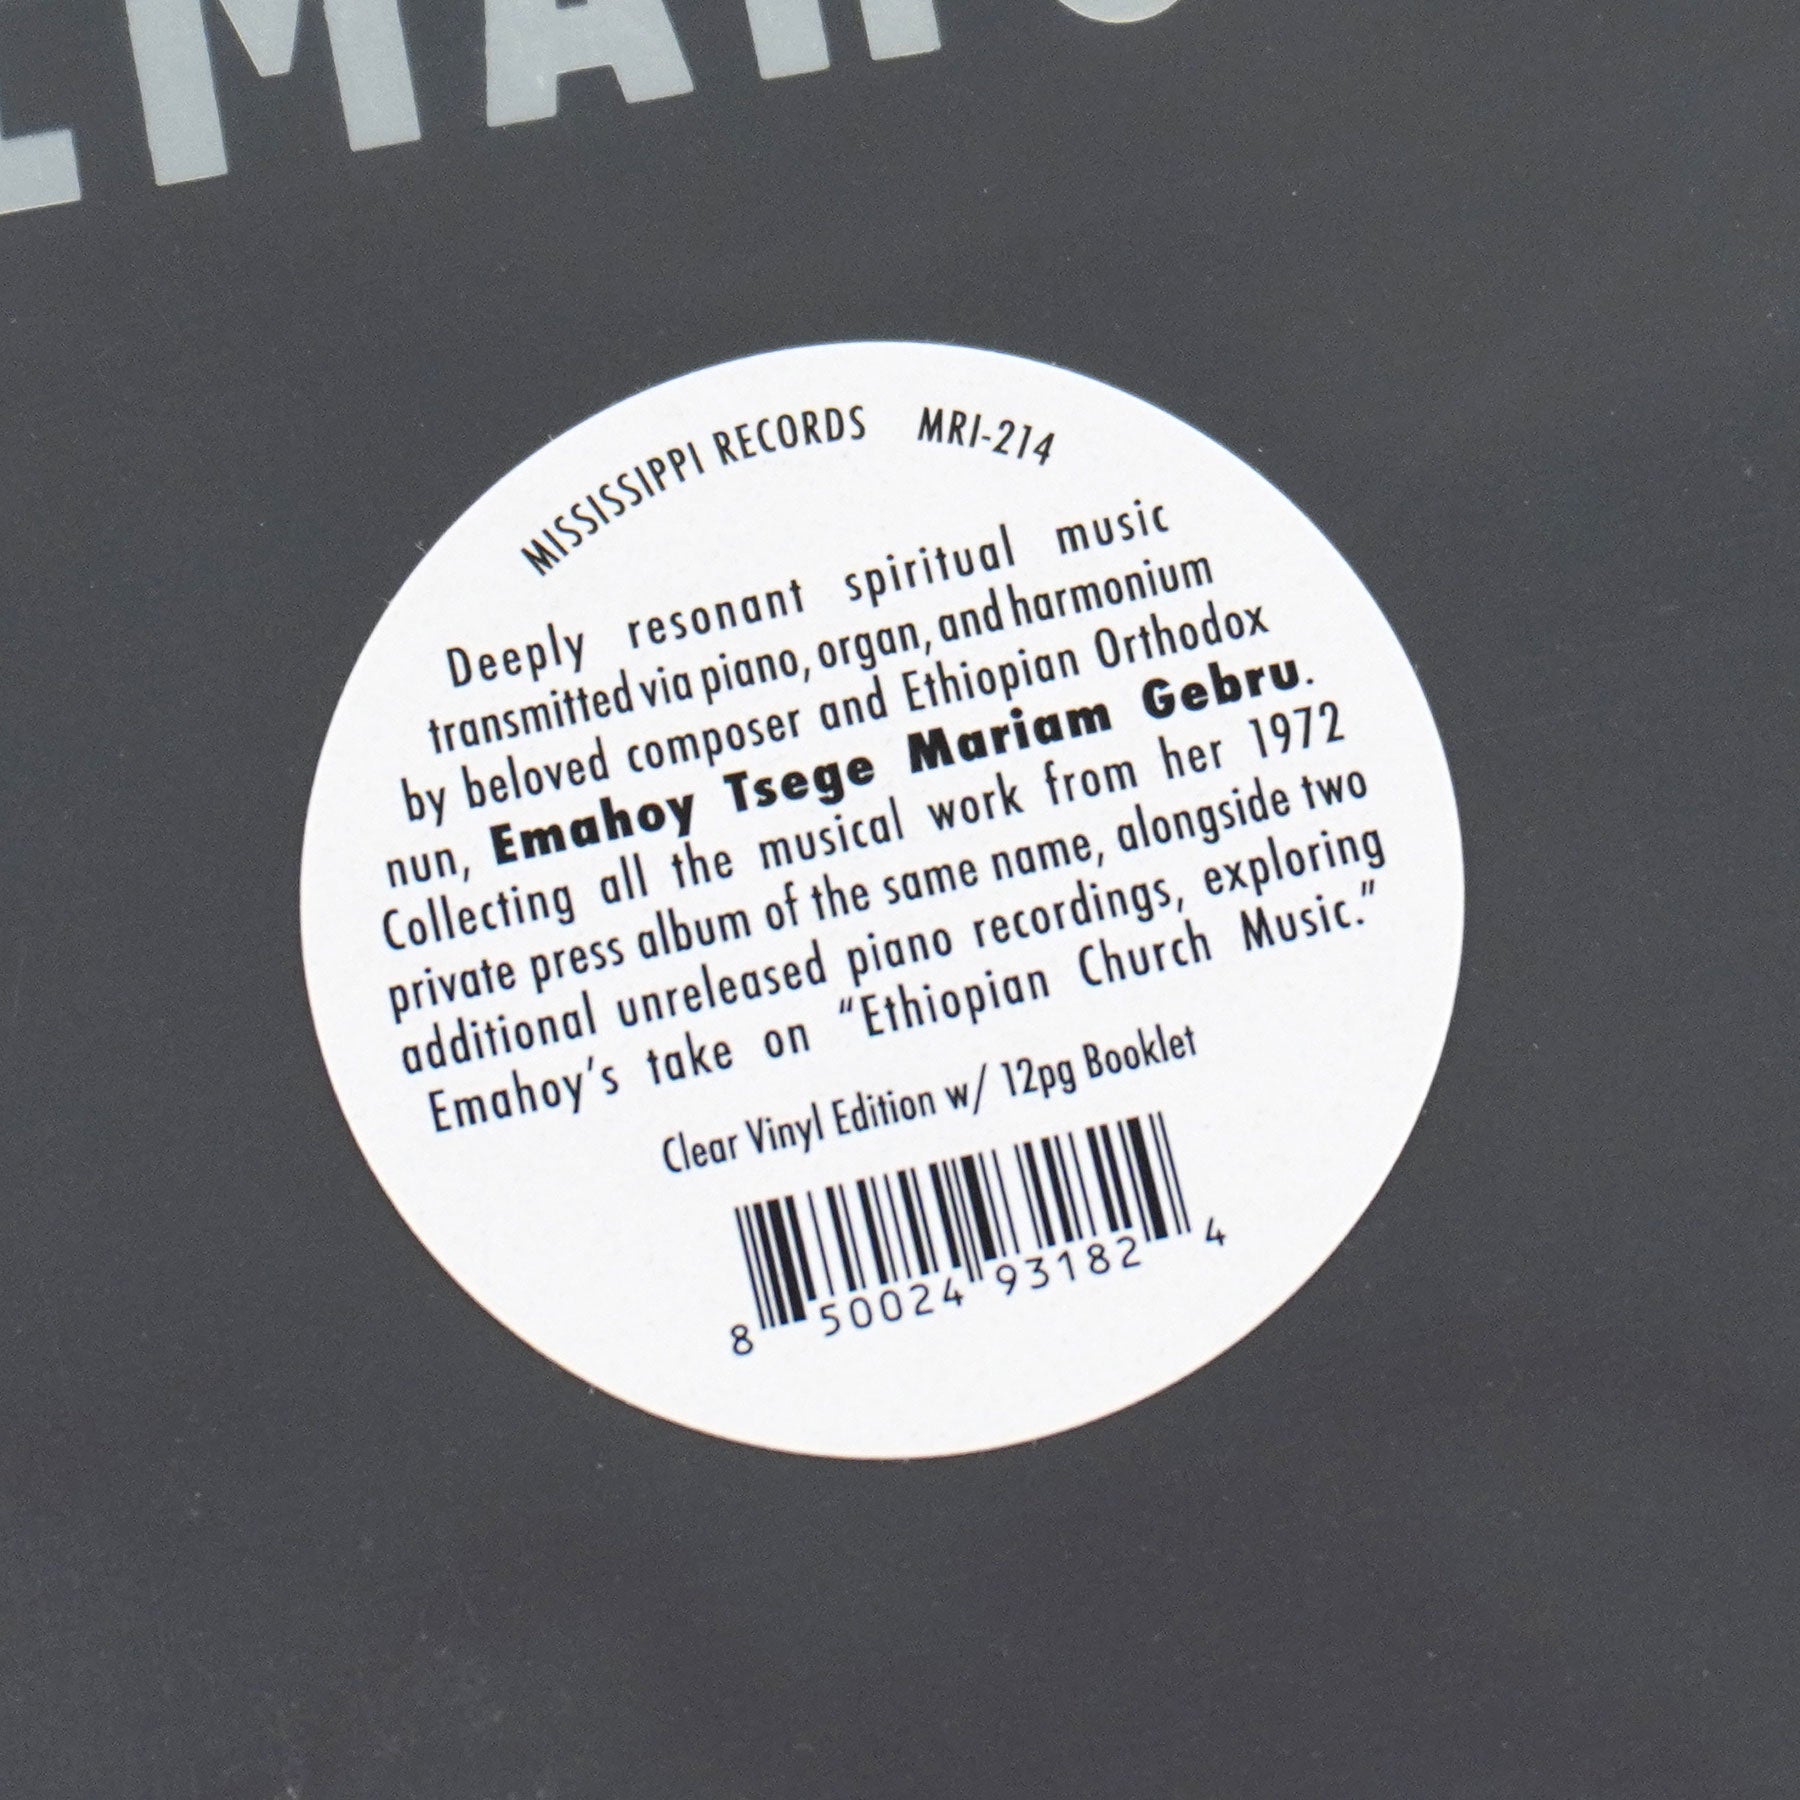 MISSISSIPPI RECORDS MRI-214
Deeply resonant spiritual music
transmitted via piano, organ, and harmonium
by beloved composer and Ethiopian Orthodox
nun, Emahoy Tsege Mariam Gebru.
Collecting all the musical work from her 1972
private press album of the same name, alongside two
additional unreleased piano recordings, exploring
Emahoy's take on "Ethiopian Church Music."
Clear Vinyl Edition w/ 12pg Booklet
8 50024 93182 4